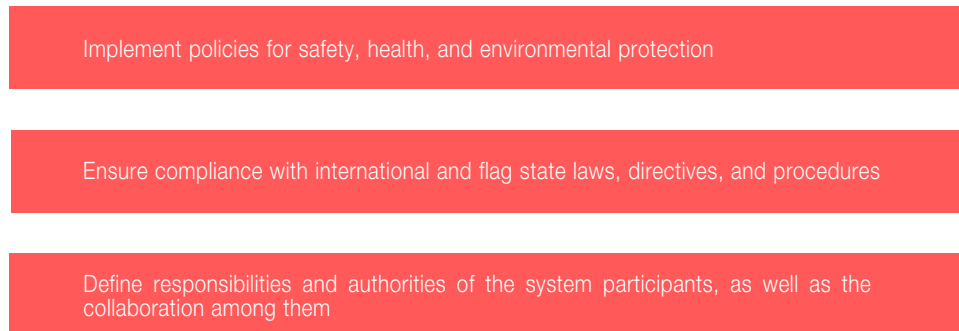 Implement policies for safety, health, and environmental protection
Ensure compliance with international and flag state laws, directives, and procedures
Define responsibilities and authorities of the system participants, as well as the
collaboration among them